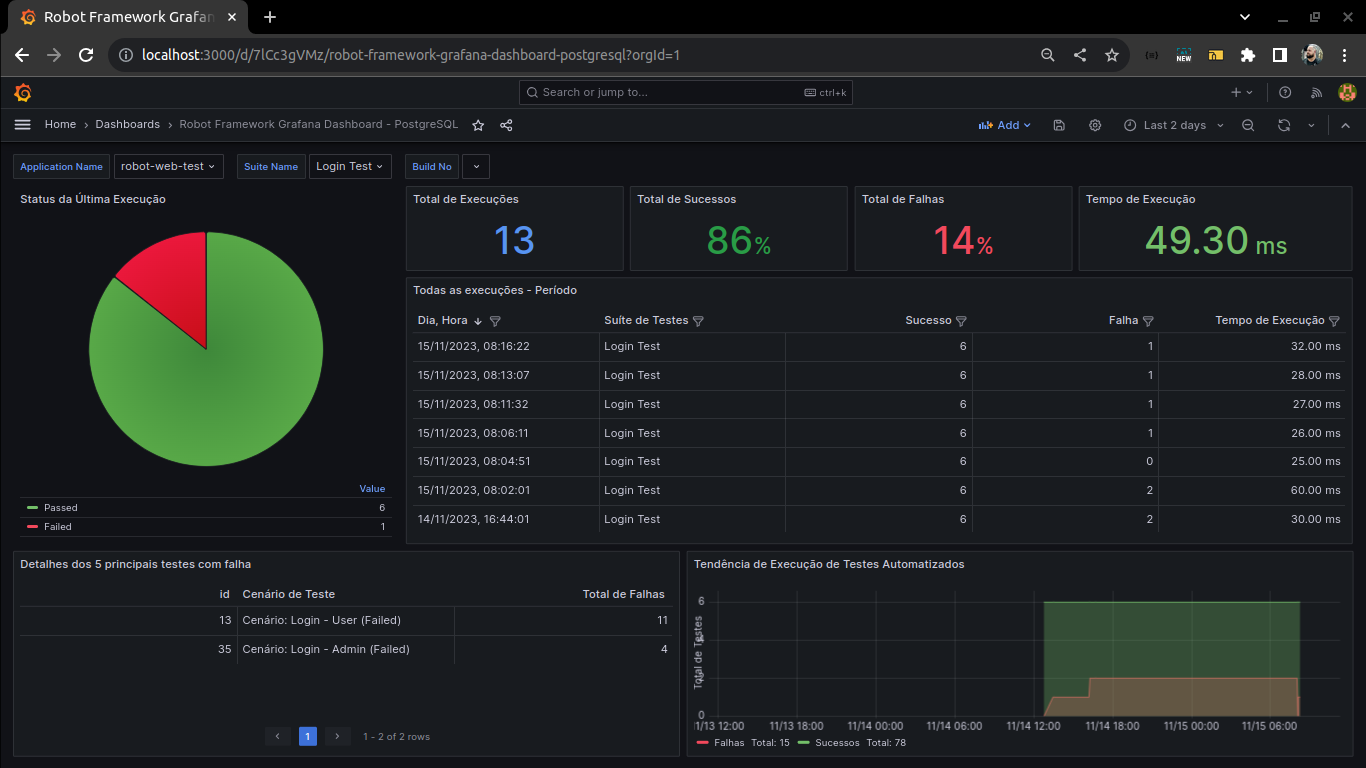 Robot Framework Grafan
localhost:3000/d/7lCc3gVMz/robot-framework-grafana-dashboard-postgresql?orgId=1
NEW
Search or jump to... ctrl+k
Home › Dashboards › Robot Framework Grafana Dashboard - PostgreSQL
Add
Last 2 days
Application Name robot-web-test Suite Name Login Test Build No
Status da Última Execução
Value
Passed 6
Failed 1
Total de Execuções
13
Total de Sucessos
86%
Total de Falhas
14%
Tempo de Execução
49.30 ms
Todas as execuções - Período
Dia, Hora Suíte de Testes Sucesso Falha Tempo de Execução
15/11/2023, 08:16:22 Login Test 6 1 32.00 ms
15/11/2023, 08:13:07 Login Test 6 1 28.00 ms
15/11/2023, 08:11:32 Login Test 6 1 27.00 ms
15/11/2023, 08:06:11 Login Test 6 1 26.00 ms
15/11/2023, 08:04:51 Login Test 6 0 25.00 ms
15/11/2023, 08:02:01 Login Test 6 2 60.00 ms
14/11/2023, 16:44:01 Login Test 6 2 30.00 ms
Detalhes dos 5 principais testes com falha
id Cenário de Teste Total de Falhas
13 Cenário: Login - User (Failed) 11
35 Cenário: Login - Admin (Failed) 4
1 1 - 2 of 2 rows
Tendência de Execução de Testes Automatizados
Total de Testes
6
4
2
0
1/13 12:00 11/13 18:00 11/14 00:00 11/14 06:00 11/14 12:00 11/14 18:00 11/15 00:00 11/15 06:00
Falhas Total: 15 Sucessos Total: 78